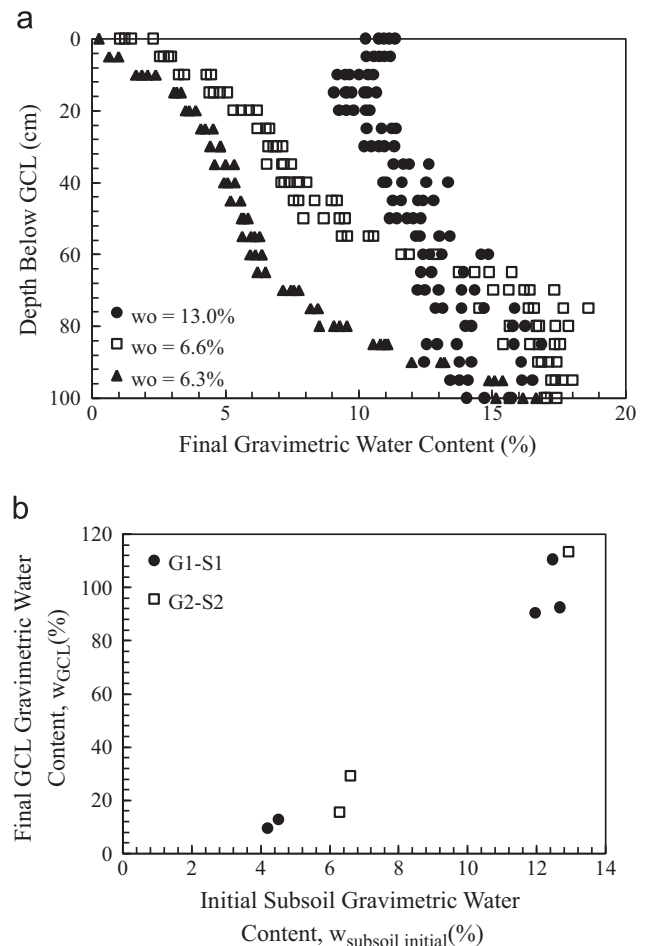 a
0
20
40
60
80
100
Depth Below GCL (cm)
wo = 13.0%
wo = 6.6%
wo = 6.3%
0
5
10
15
20
Final Gravimetric Water Content (%)
b
120
100
80
60
40
20
0
Final GCL Gravimetric Water
Content, wGCL(%)
G1-S1
G2-S2
0
2
4
6
8
10
12
14
Initial Subsoil Gravimetric Water
Content, wsubsoil initial(%)